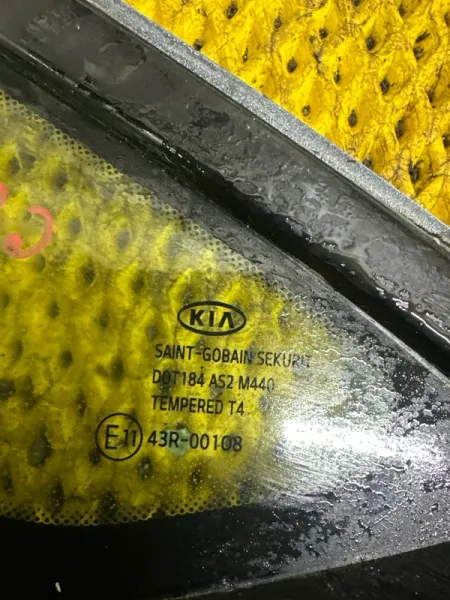 KIA
SAINT-GOBAIN SEKURIT
DOT184 AS2 M440
TEMPERED T4
E11 43R-00108